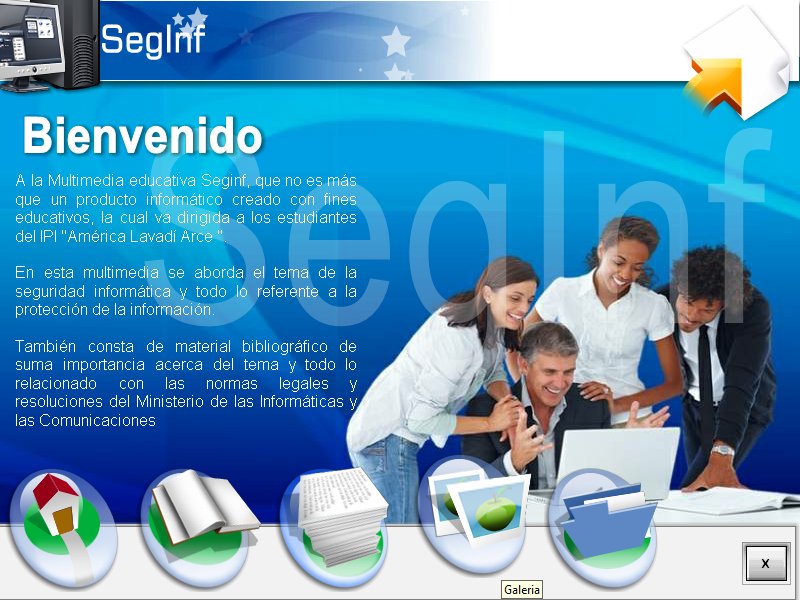 SegInf
SegInf
Bienvenido
A la Multimedia educativa Seginf, que no es más
que un producto informático creado con fines
educativos, la cual va dirigida a los estudiantes
del IPI "América Lavadí Arce ".
En esta multimedia se aborda el tema de la
seguridad informática y todo lo referente a la
protección de la información.
También consta de material bibliográfico de
suma importancia acerca del tema y todo lo
relacionado con las normas legales y
resoluciones del Ministerio de las Informáticas y
las Comunicaciones
X
Galeria